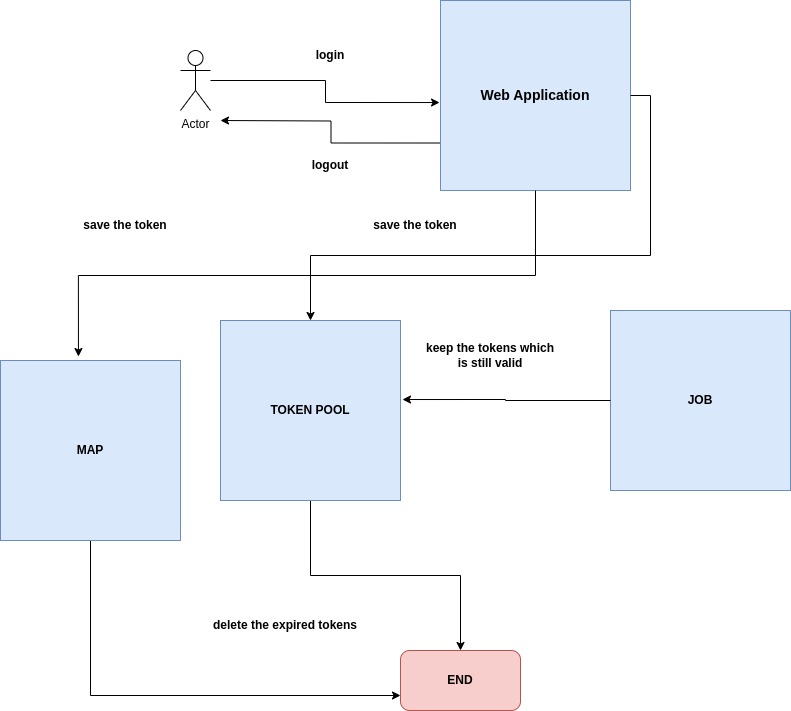 login
Web Application
Actor
logout
save the token
save the token
keep the tokens which
is still valid
JOB
TOKEN POOL
MAP
delete the expired tokens
END